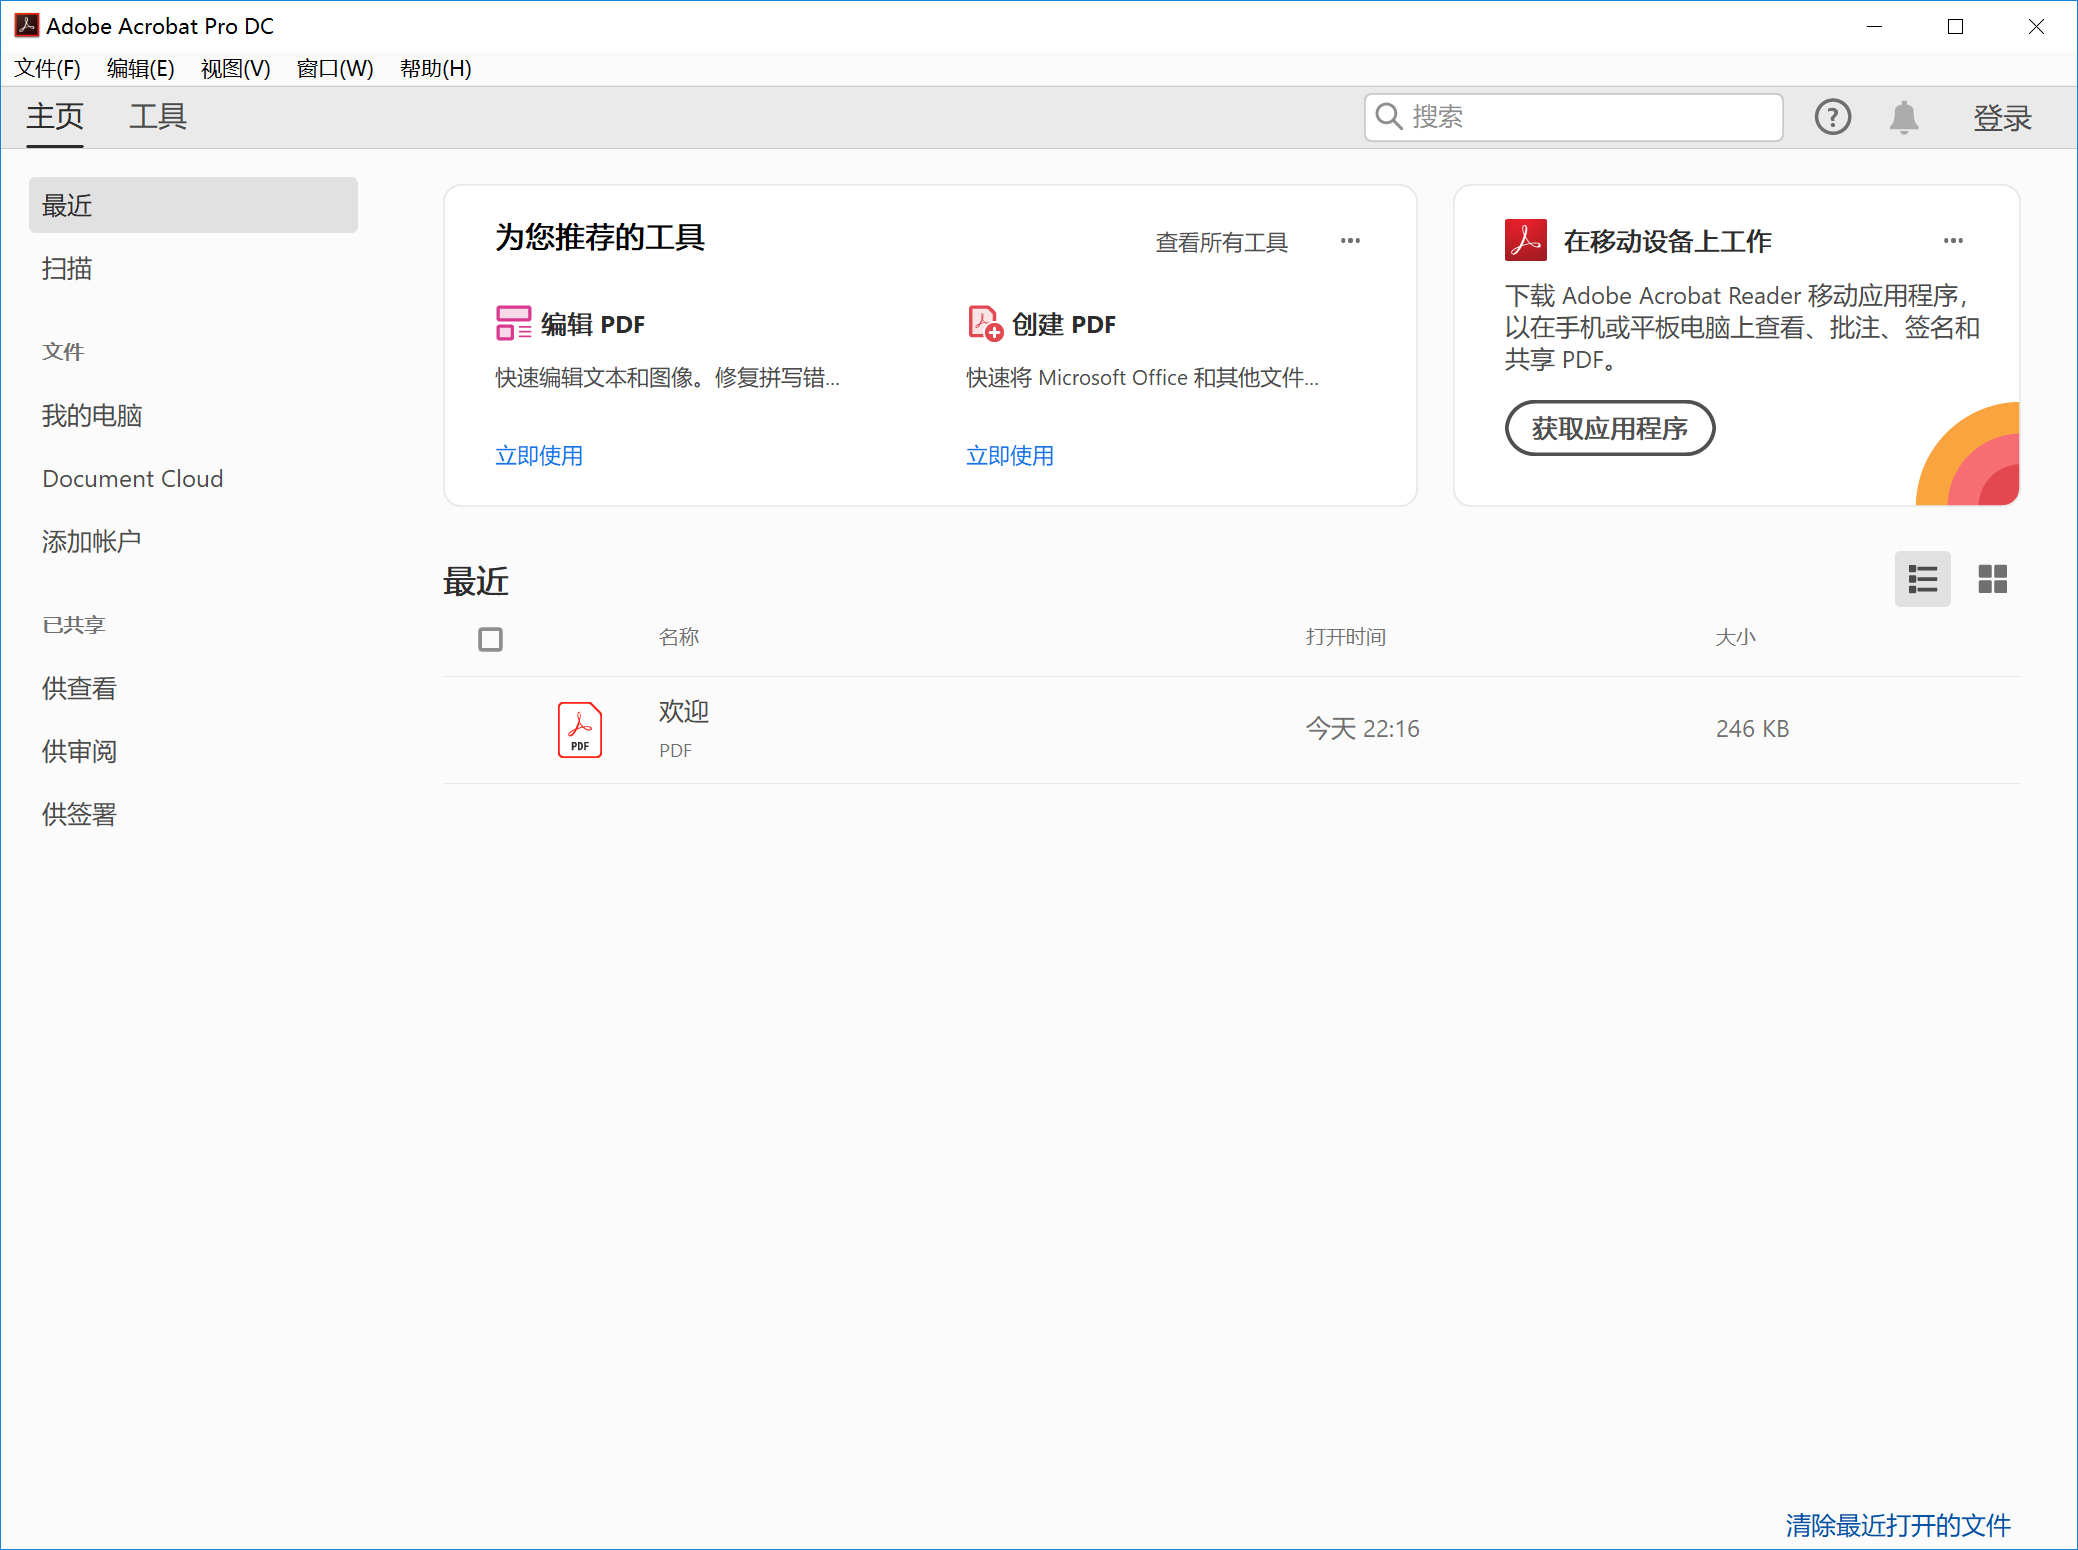 Adobe Acrobat Pro DC
文件(F) 编辑(E) 视图(V) 窗口(W) 帮助(H)
主页 工具 搜索 登录
最近
扫描
文件
我的电脑
Document Cloud
添加帐户
已共享
供查看
供审阅
供签署
为您推荐的工具 查看所有工具
编辑 PDF
快速编辑文本和图像。修复拼写错...
立即使用
创建 PDF
快速将 Microsoft Office 和其他文件...
立即使用
在移动设备上工作
下载 Adobe Acrobat Reader 移动应用程序，
以在手机或平板电脑上查看、批注、签名和
共享 PDF。
获取应用程序
最近
名称 打开时间 大小
PDF
欢迎
PDF
今天 22:16
246 KB
清除最近打开的文件